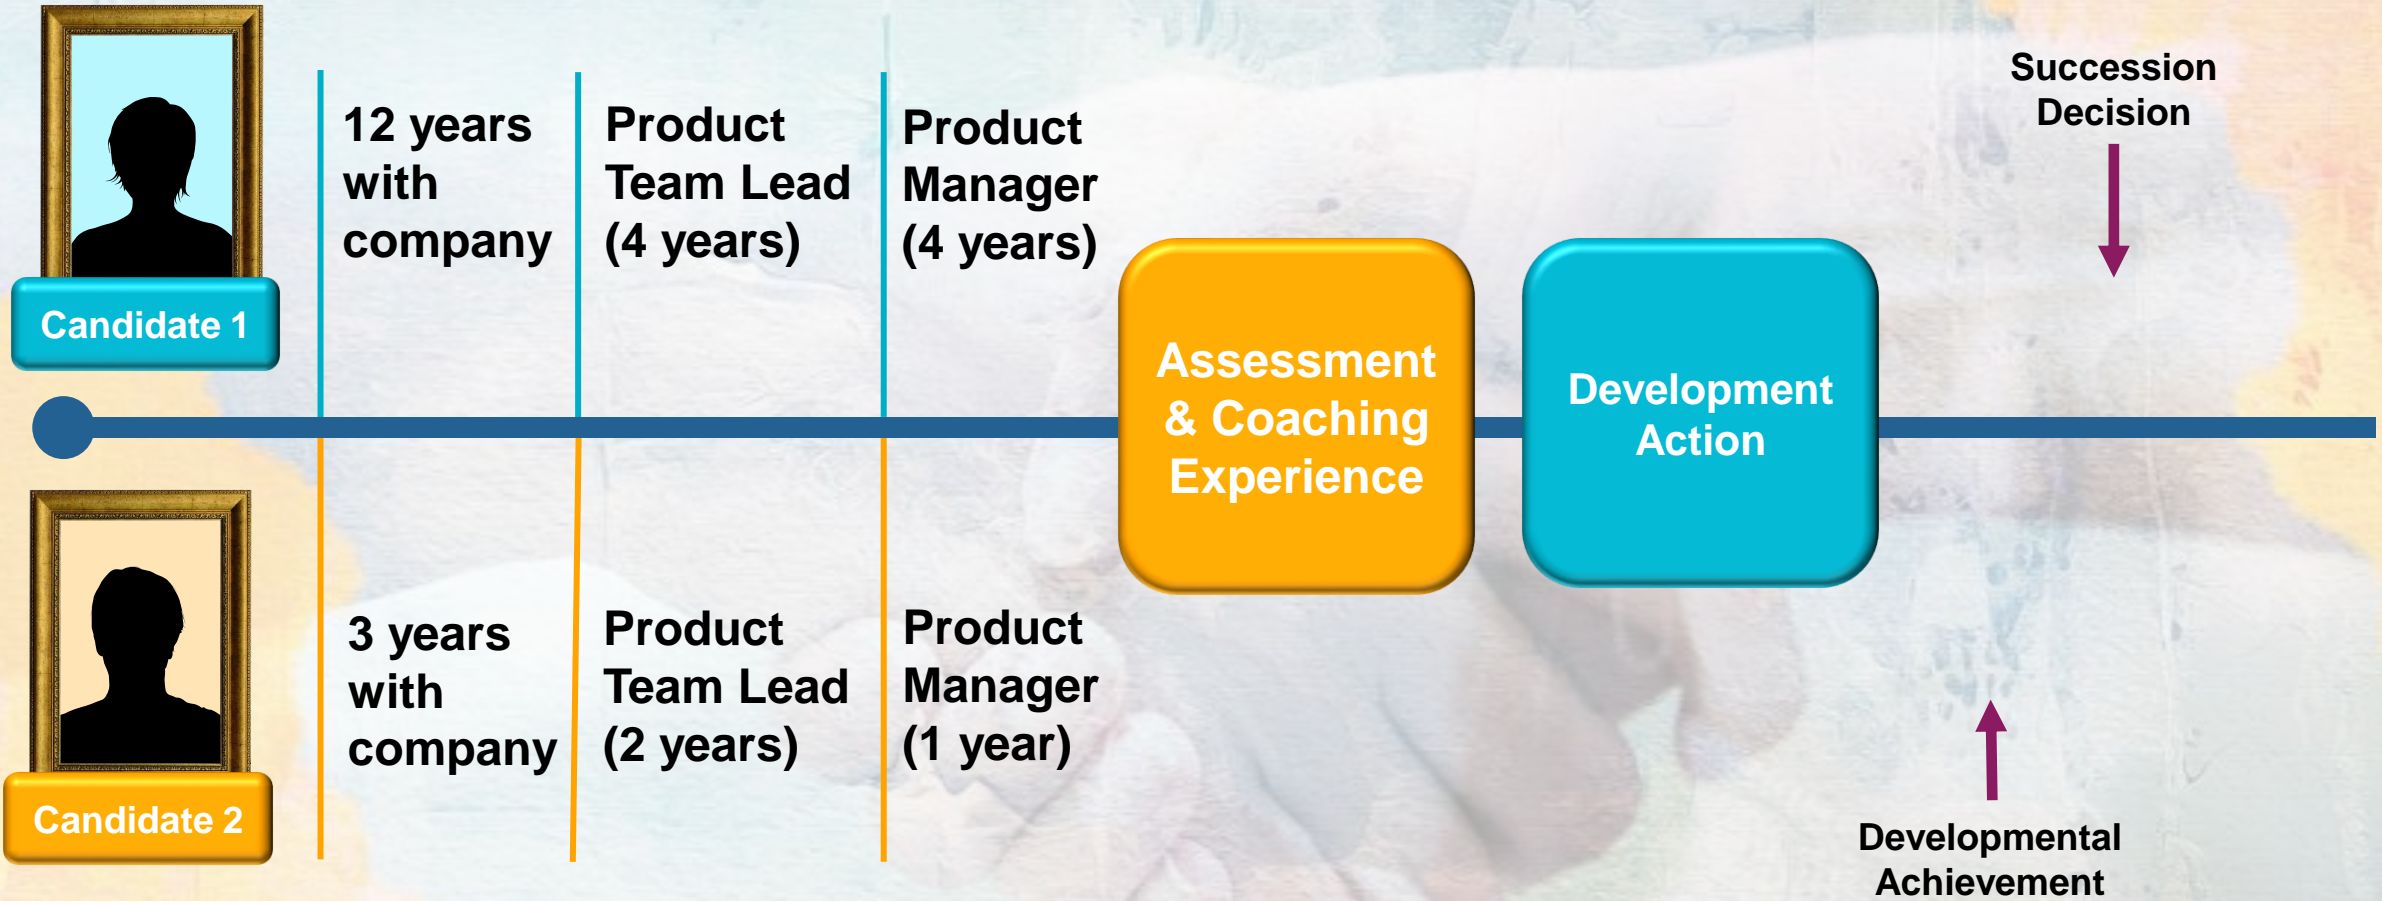 Candidate 1
12 years
with
company
Product
Team Lead
(4 years)
Product
Manager
(4 years)
Assessment
& Coaching
Experience
Development
Action
Succession
Decision
Candidate 2
3 years
with
company
Product
Team Lead
(2 years)
Product
Manager
(1 year)
Developmental
Achievement